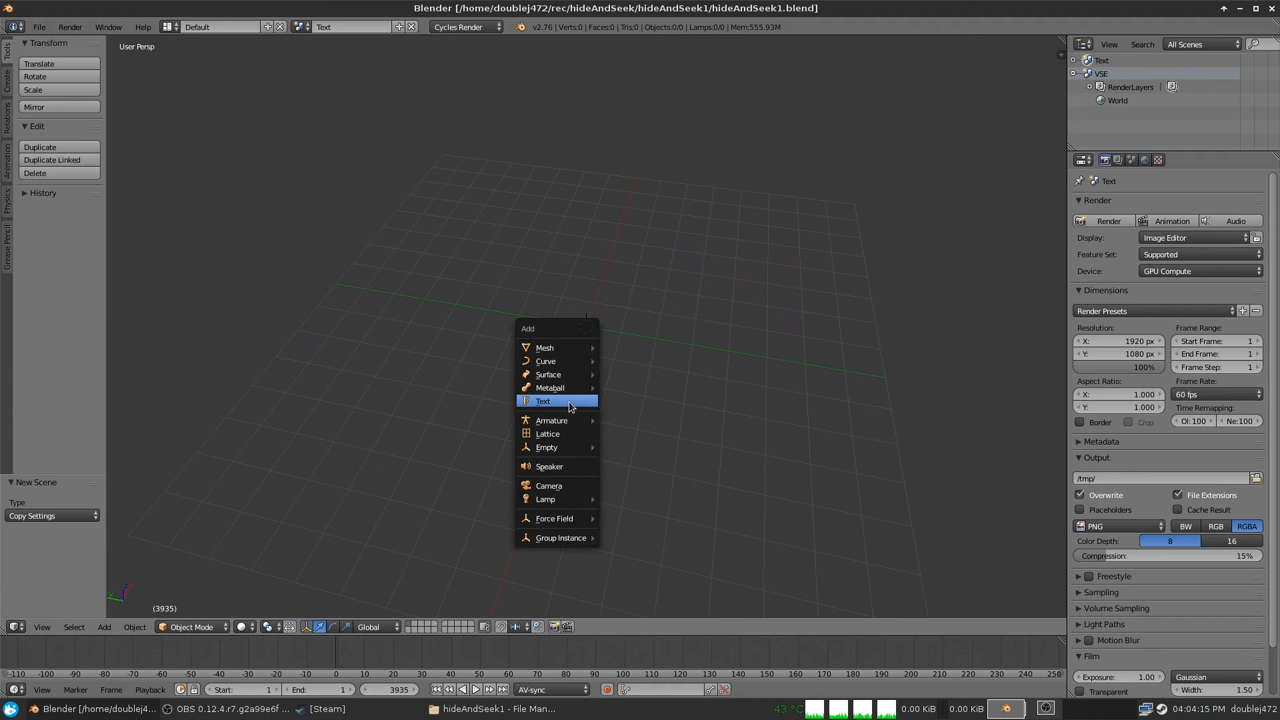 Blender [/home/doublej472/rec/hideAndSeek/hideAndSeek1/hideAndSeek1.blend]
File Render Window Help Default Text Cycles Render v2.76 | Verts:0 | Faces:0 | Tris:0 | Objects:0/0 | Lamps:0/0 | Mem:555.93M
Tools
Create
Relations
Animation
Physics
Grease Pencil
Transform
Translate
Rotate
Scale
Mirror
Edit
Duplicate
Duplicate Linked
Delete
History
New Scene
Type
Copy Settings
User Persp
Add
Mesh
Curve
Surface
Metaball
Text
Armature
Lattice
Empty
Speaker
Camera
Lamp
Force Field
Group Instance
(3935)
View Select Add Object Object Mode Global
-110 -100 -90 -80 -70 -60 -50 -40 -30 -20 -10 0 10 20 30 40 50 60 70 80 90 100 110 120 130 140 150 160 170 180 190 200 210 220 230 240 250
View Marker Frame Playback Start: 1 End: 1 3935 AV-sync
View Search All Scenes
Text
VSE
RenderLayers
World
Text
Render
Render Animation Audio
Display: Image Editor
Feature Set: Supported
Device: GPU Compute
Dimensions
Render Presets
Resolution: Frame Range:
X: 1920 px Start Frame: 1
Y: 1080 px End Frame: 1
100% Frame Step: 1
Aspect Ratio: Frame Rate:
X: 1.000 60 fps
Y: 1.000 Time Remapping:
Border Crop Ol:100 Ne:100
Metadata
Output
/tmp/
Overwrite File Extensions
Placeholders Cache Result
PNG BW RGB RGBA
Color Depth: 8 16
Compression: 15%
Freestyle
Sampling
Volume Sampling
Light Paths
Motion Blur
Film
Exposure: 1.00 Gaussian
Transparent Width: 1.50
Blender [/home/doublej4... OBS 0.12.4.r7.g2a99e6f ... [Steam] hideAndSeek1 - File Man... 43 °C 0.00 KiB 0.00 KiB 04:04:15 PM doublej472